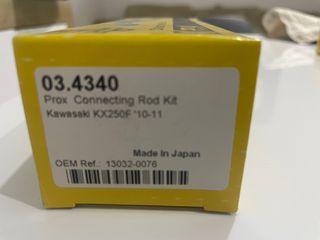 03.4340
Prox Connecting Rod Kit
Kawasaki KX250F '10-11
Made In Japan
OEM Ref.: 13032-0076